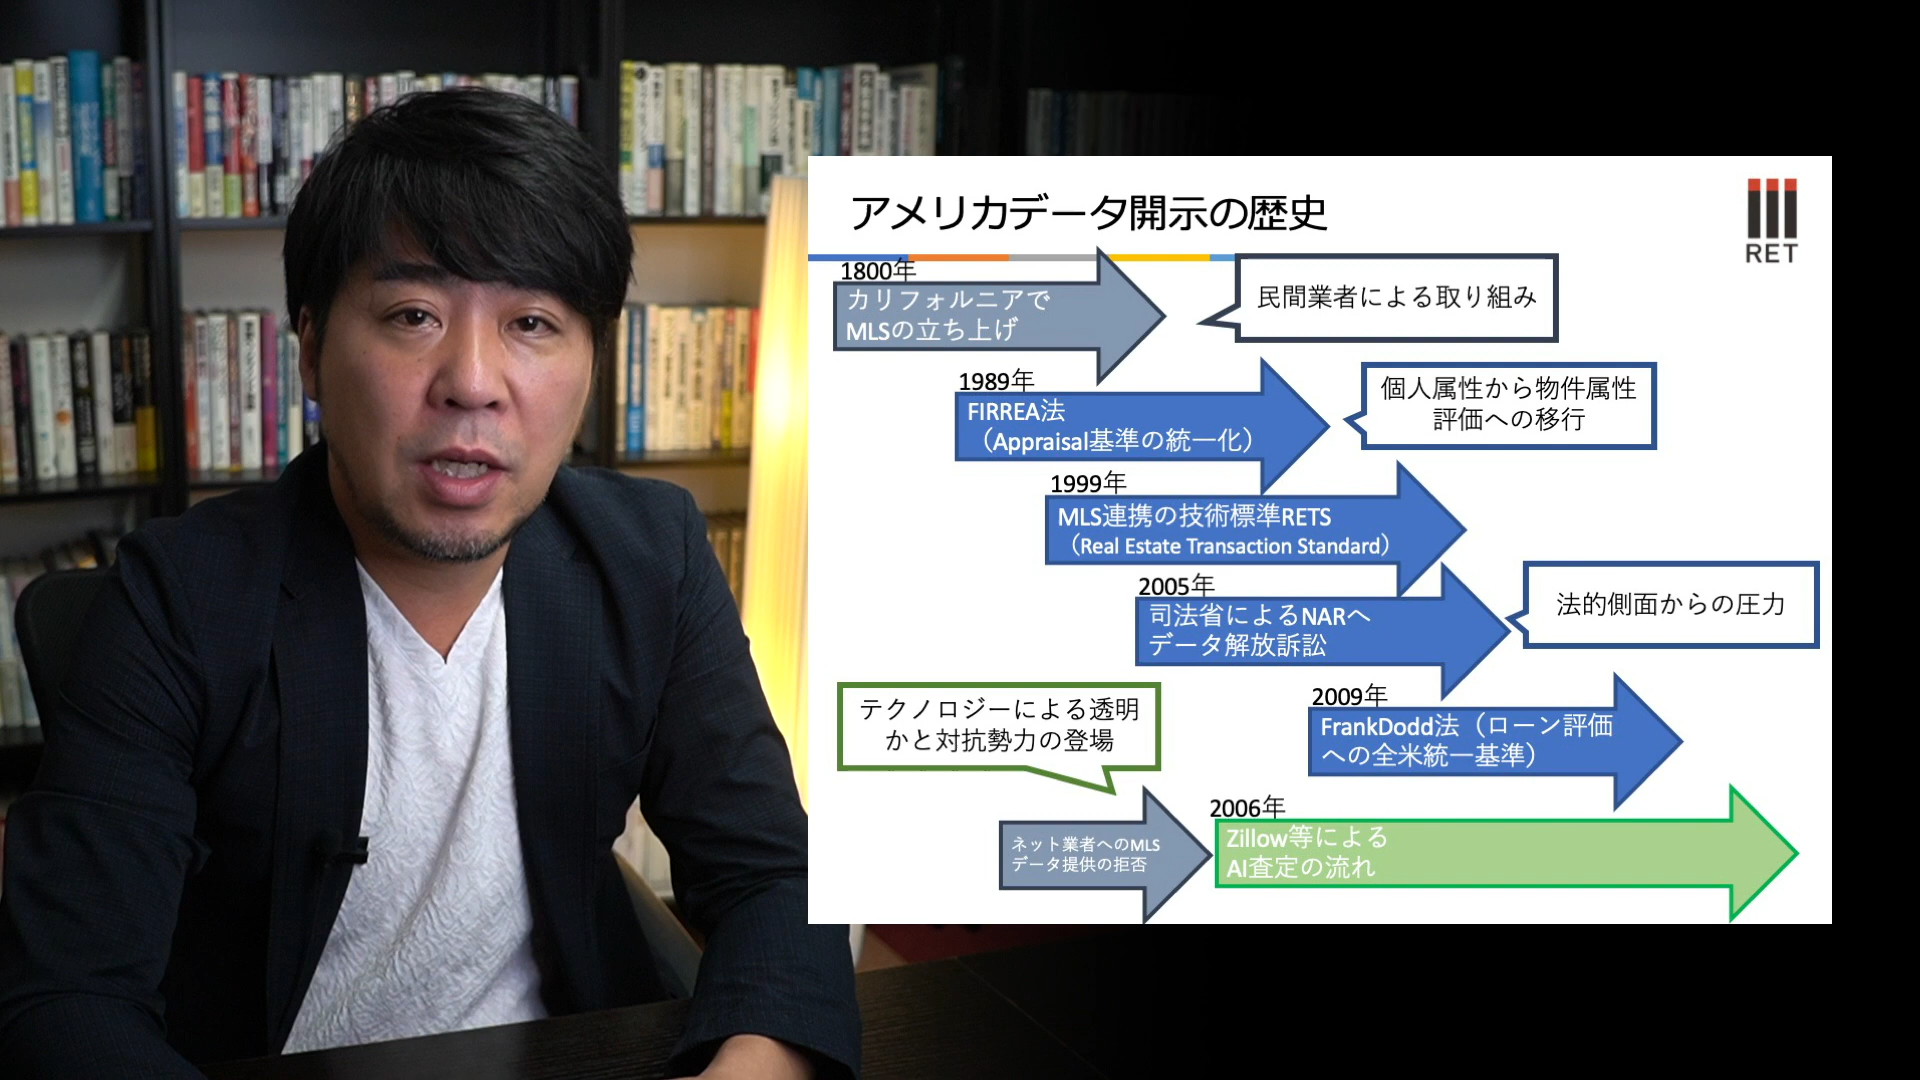 アメリカデータ開示の歴史
RET
1800年
カリフォルニアで
MLSの立ち上げ
民間業者による取り組み
1989年
FIRREA法
（Appraisal基準の統一化）
個人属性から物件属性
評価への移行
1999年
MLS連携の技術標準RETS
（Real Estate Transaction Standard）
2005年
司法省によるNARへ
データ解放訴訟
法的側面からの圧力
2009年
FrankDodd法（ローン評価
への全米統一基準）
テクノロジーによる透明
かと対抗勢力の登場
ネット業者へのMLS
データ提供の拒否
2006年
Zillow等による
AI査定の流れ